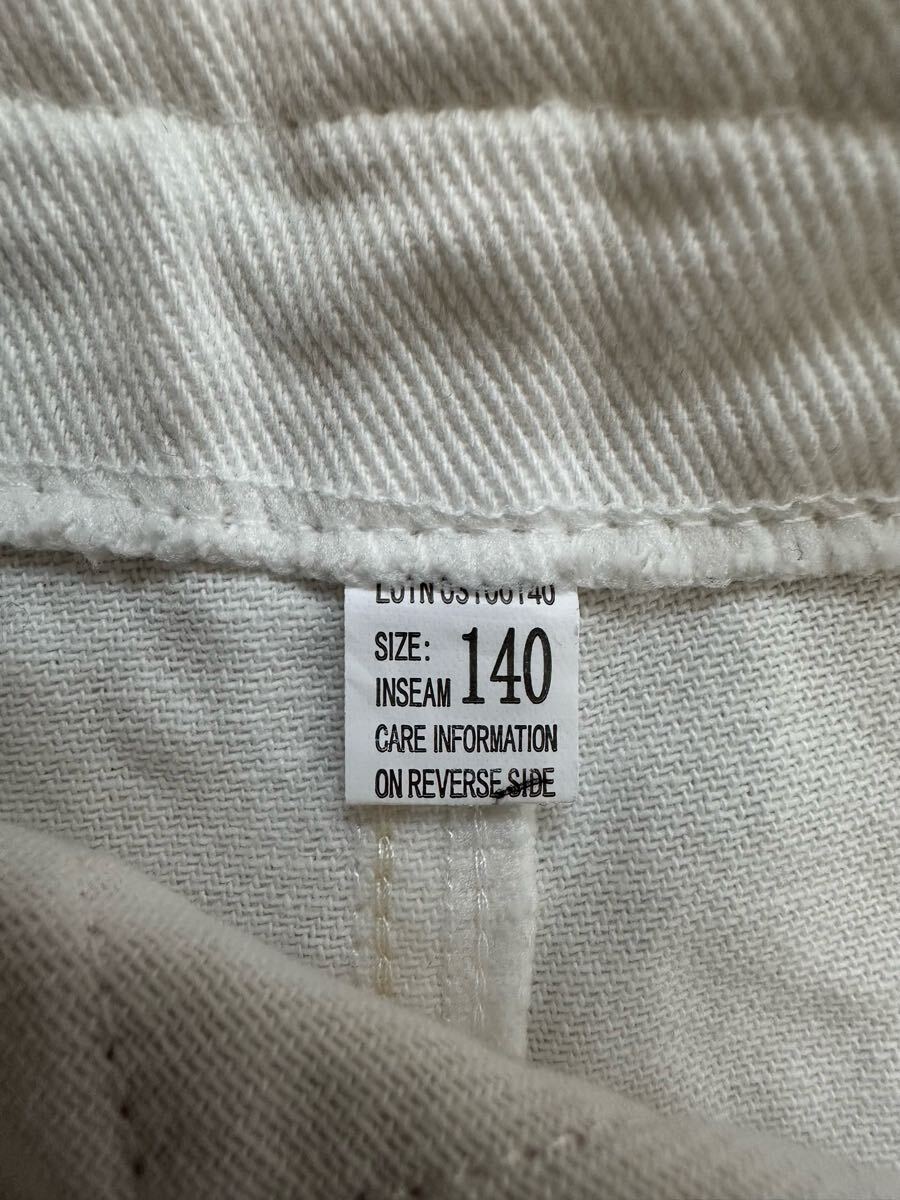 SIZE: 140
INSEAM
CARE INFORMATION
ON REVERSE SIDE